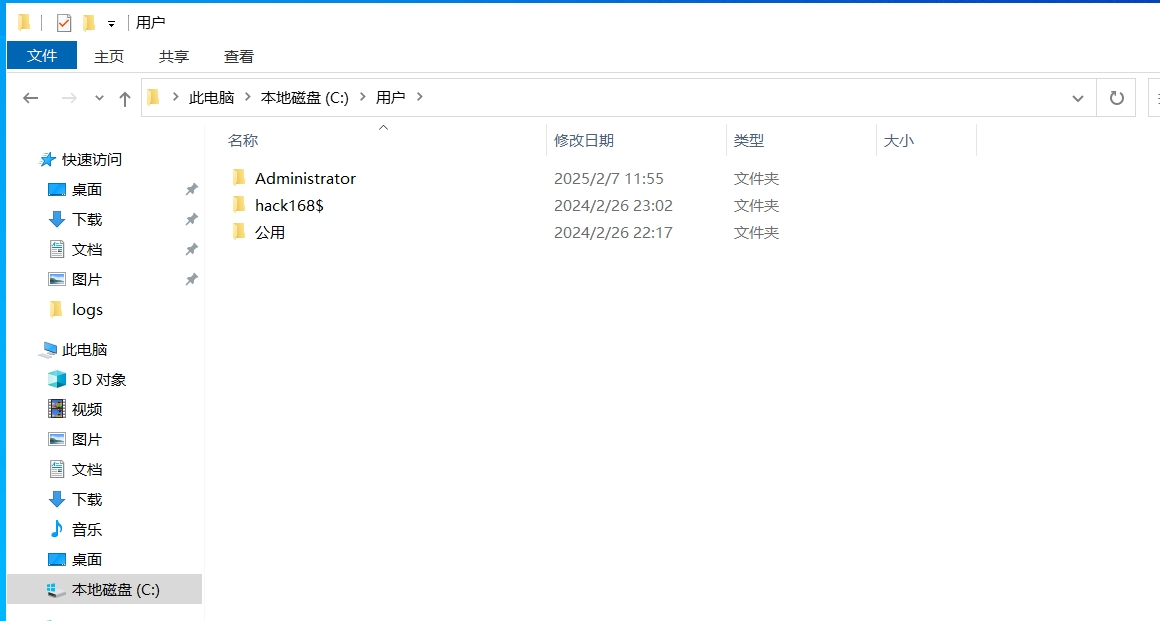 用户
文件 主页 共享 查看
此电脑 本地磁盘 (C:) 用户
名称 修改日期 类型 大小
快速访问
桌面
下载
文档
图片
logs
此电脑
3D 对象
视频
图片
文档
下载
音乐
桌面
本地磁盘 (C:)
Administrator 2025/2/7 11:55 文件夹
hack168$ 2024/2/26 23:02 文件夹
公用 2024/2/26 22:17 文件夹